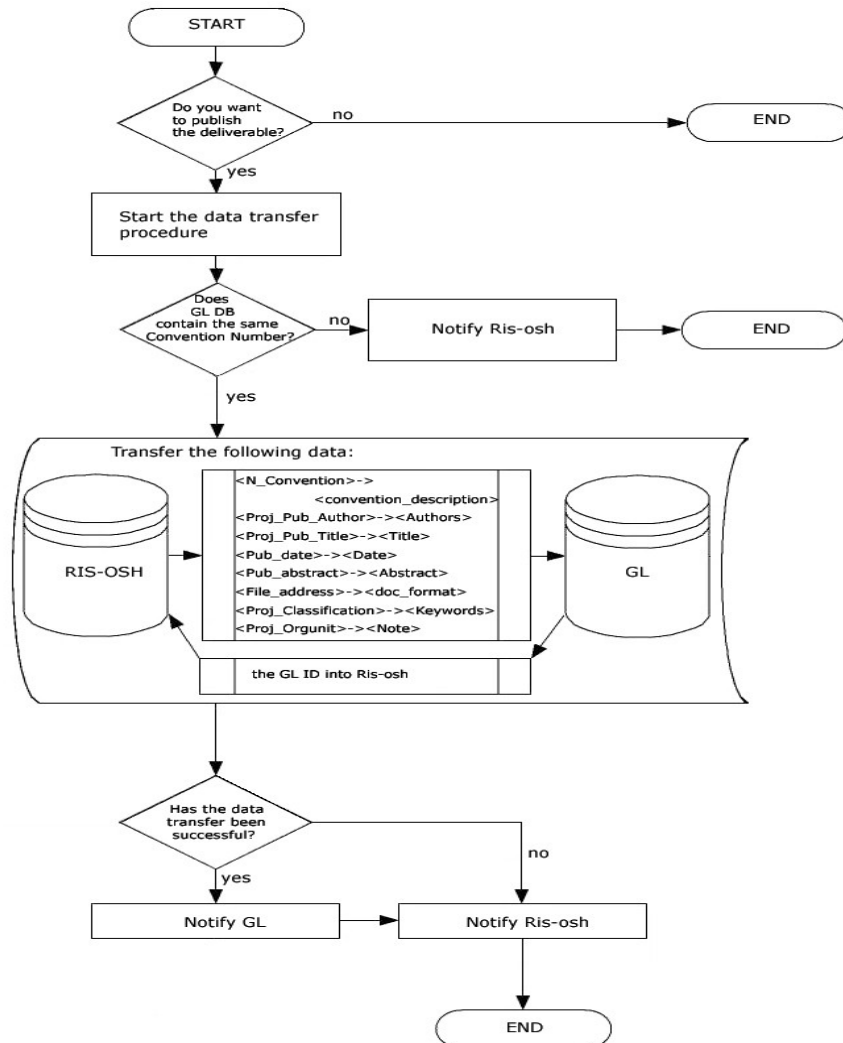 START
Do you want
to publish
the deliverable?
no
END
yes
Start the data transfer
procedure
Does
GL DB
contain the same
Convention Number?
no
Notify Ris-osh
END
yes
Transfer the following data:
<N_Convention>->
<convention_description>
<Proj_Pub_Author>-><Authors>
<Proj_Pub_Title>-><Title>
<Pub_date>-><Date>
<Pub_abstract>-><Abstract>
<File_address>-><doc_format>
<Proj_Classification>-><Keywords>
<Proj_Orgunit>-><Note>
RIS-OSH
GL
the GL ID into Ris-osh
Has the data
transfer been
successful?
no
yes
Notify GL
Notify Ris-osh
END